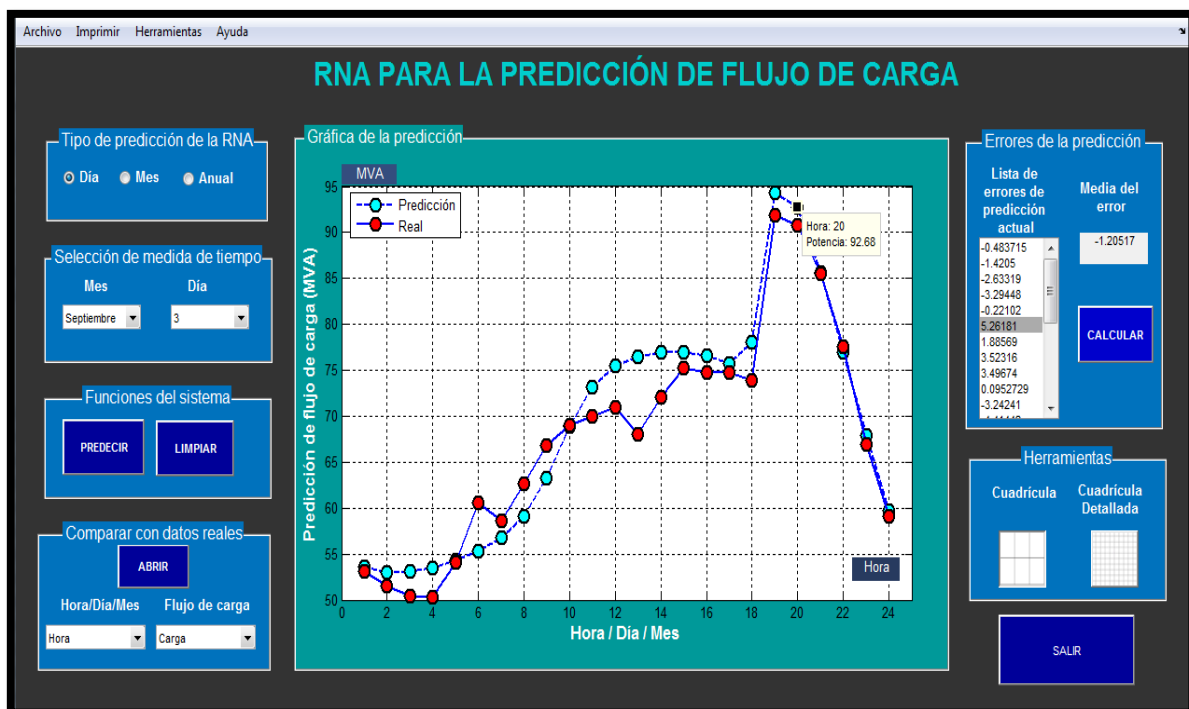 Archivo Imprimir Herramientas Ayuda
RNA PARA LA PREDICCIÓN DE FLUJO DE CARGA
Tipo de predicción de la RNA
Día Mes Anual
Selección de medida de tiempo
Mes Día
Septiembre 3
Funciones del sistema
PREDECIR LIMPIAR
Comparar con datos reales
ABRIR
Hora/Día/Mes Flujo de carga
Hora Carga
Gráfica de la predicción
MVA
Predicción
Real
Hora: 20
Potencia: 92.68
Predicción de flujo de carga (MVA)
95
90
85
80
75
70
65
60
55
50
0 2 4 6 8 10 12 14 16 18 20 22 24
Hora
Hora / Dia / Mes
Errores de la predicción
Lista de
errores de
predicción
actual
-0.483715
-1.4205
-2.63319
-3.29448
-0.22102
5.26181
1.88569
3.52316
3.49674
0.0952729
-3.24241
Media del
error
-1.20517
CALCULAR
Herramientas
Cuadrícula
Cuadrícula
Detallada
SALIR